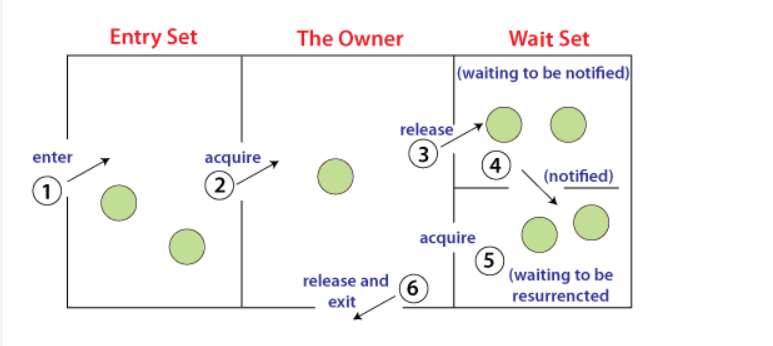 Entry Set
The Owner
Wait Set
(waiting to be notified)
enter
1
acquire
2
release
3
4
(notified)
acquire
5
(waiting to be
resurrencted
release and
exit
6